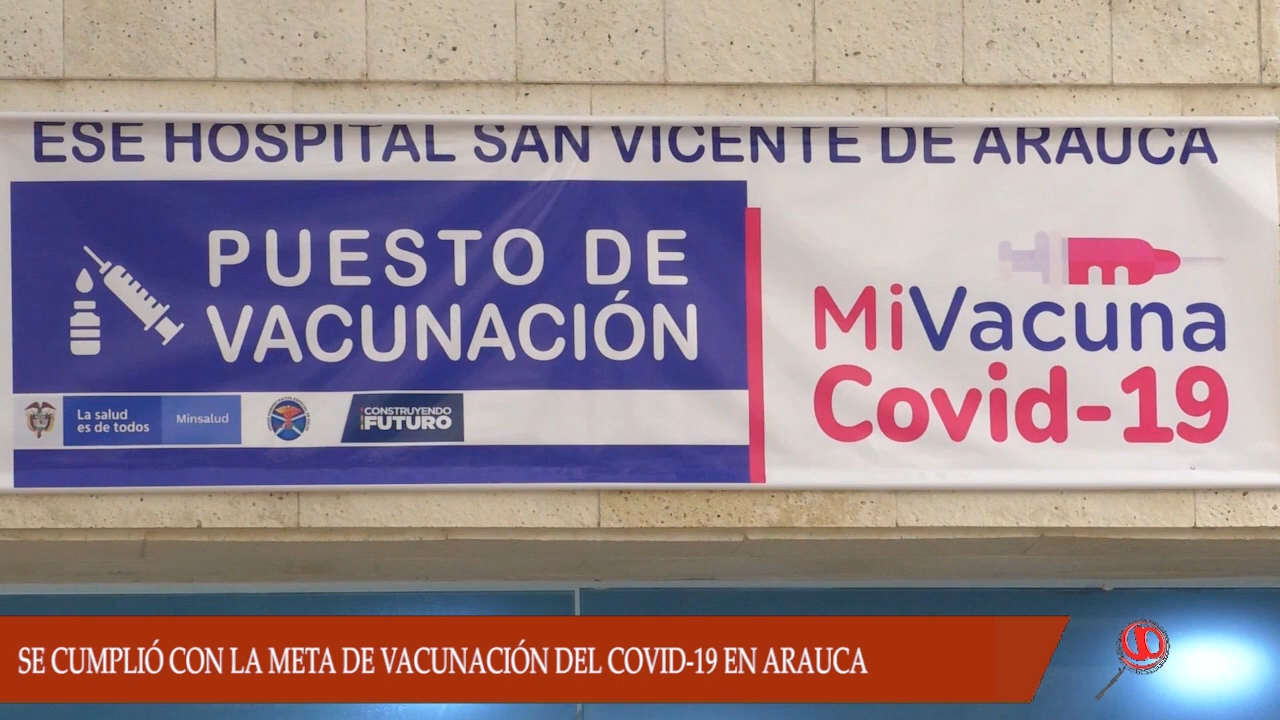 ESE HOSPITAL SAN VICENTE DE ARAUCA
PUESTO DE
VACUNACIÓN
La salud
es de todos
Minsalud
CONSTRUYENDO
FUTURO
MiVacuna
Covid-19
SE CUMPLIÓ CON LA META DE VACUNACIÓN DEL COVID-19 EN ARAUCA